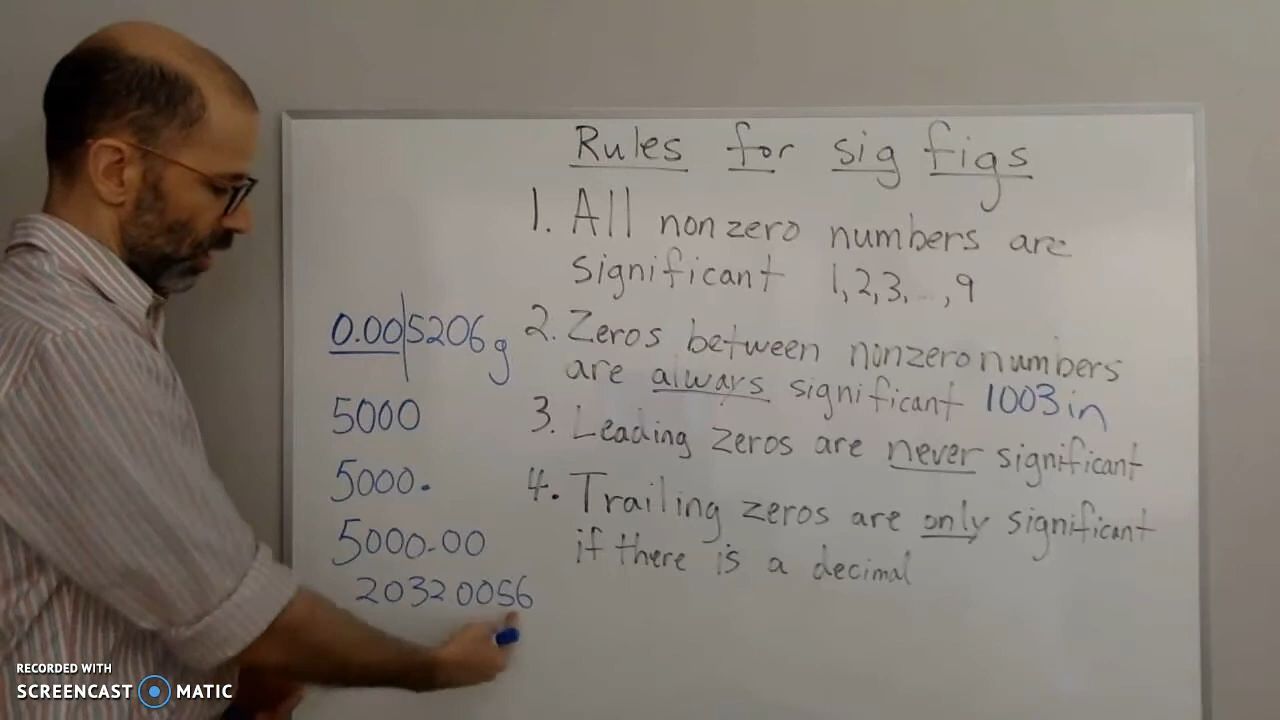 Rules for sig figs
1. All nonzero numbers are
significant 1,2,3,...,9
2. Zeros between nonzero numbers
are always significant 1003 in
3. Leading zeros are never significant
4. Trailing zeros are only significant
if there is a decimal
0.005206g
5000
5000.
5000.00
20320056
RECORDED WITH
SCREENCAST MATIC